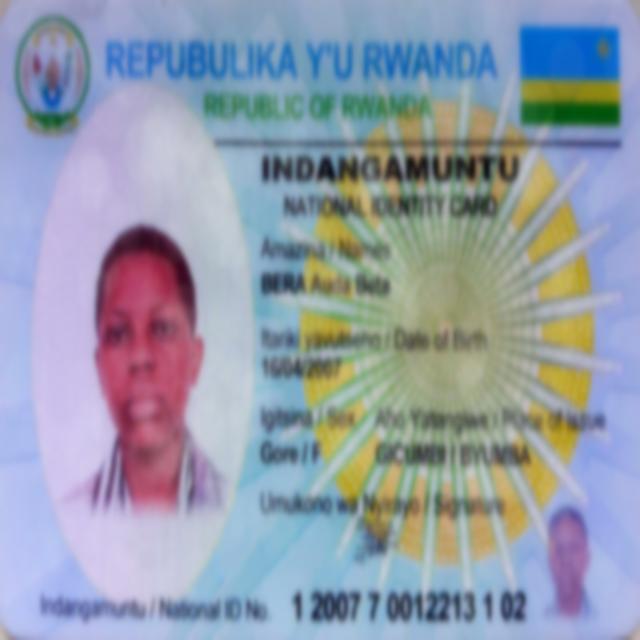 REPUBULIKA Y'U RWANDA
REPUBLIC OF RWANDA
INDANGAMUNTU
NATIONAL IDENTITY CARD
Amazina / Names
BERA
Itariki yavutseho / Date of Birth
16/04/2007
Igitsina / Sex Aho Yatangiwe / Place of Issue
Gore / F GICUMBI / BYUMBA
Umukono wa Nyirayo / Signature
Indangamuntu / National ID No. 1 2007 7 0012213 1 02